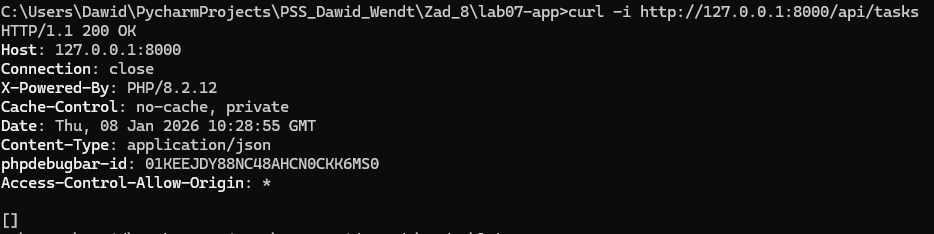 C:\Users\Dawid\PycharmProjects\PSS_Dawid_Wendt\Zad_8\lab07-app>curl -i http://127.0.0.1:8000/api/tasks
HTTP/1.1 200 OK
Host: 127.0.0.1:8000
Connection: close
X-Powered-By: PHP/8.2.12
Cache-Control: no-cache, private
Date: Thu, 08 Jan 2026 10:28:55 GMT
Content-Type: application/json
phpdebugbar-id: 01KEEJDY88NC48AHCN0CKK6MS0
Access-Control-Allow-Origin: *
[]